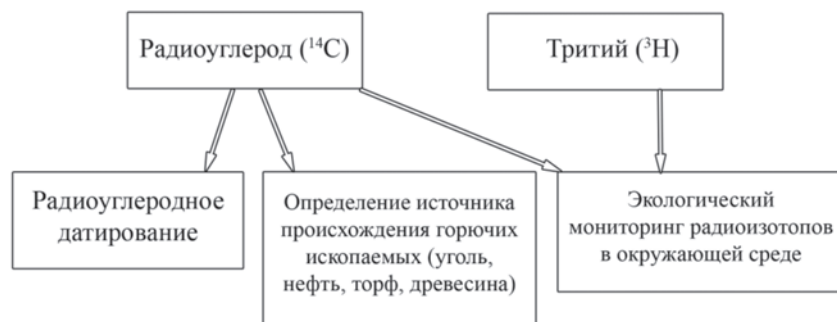 Радиоуглерод (¹⁴C)
Тритий (³H)
Радиоуглеродное
датирование
Определение источника
происхождения горючих
ископаемых (уголь,
нефть, торф, древесина)
Экологический
мониторинг радиоизотопов
в окружающей среде